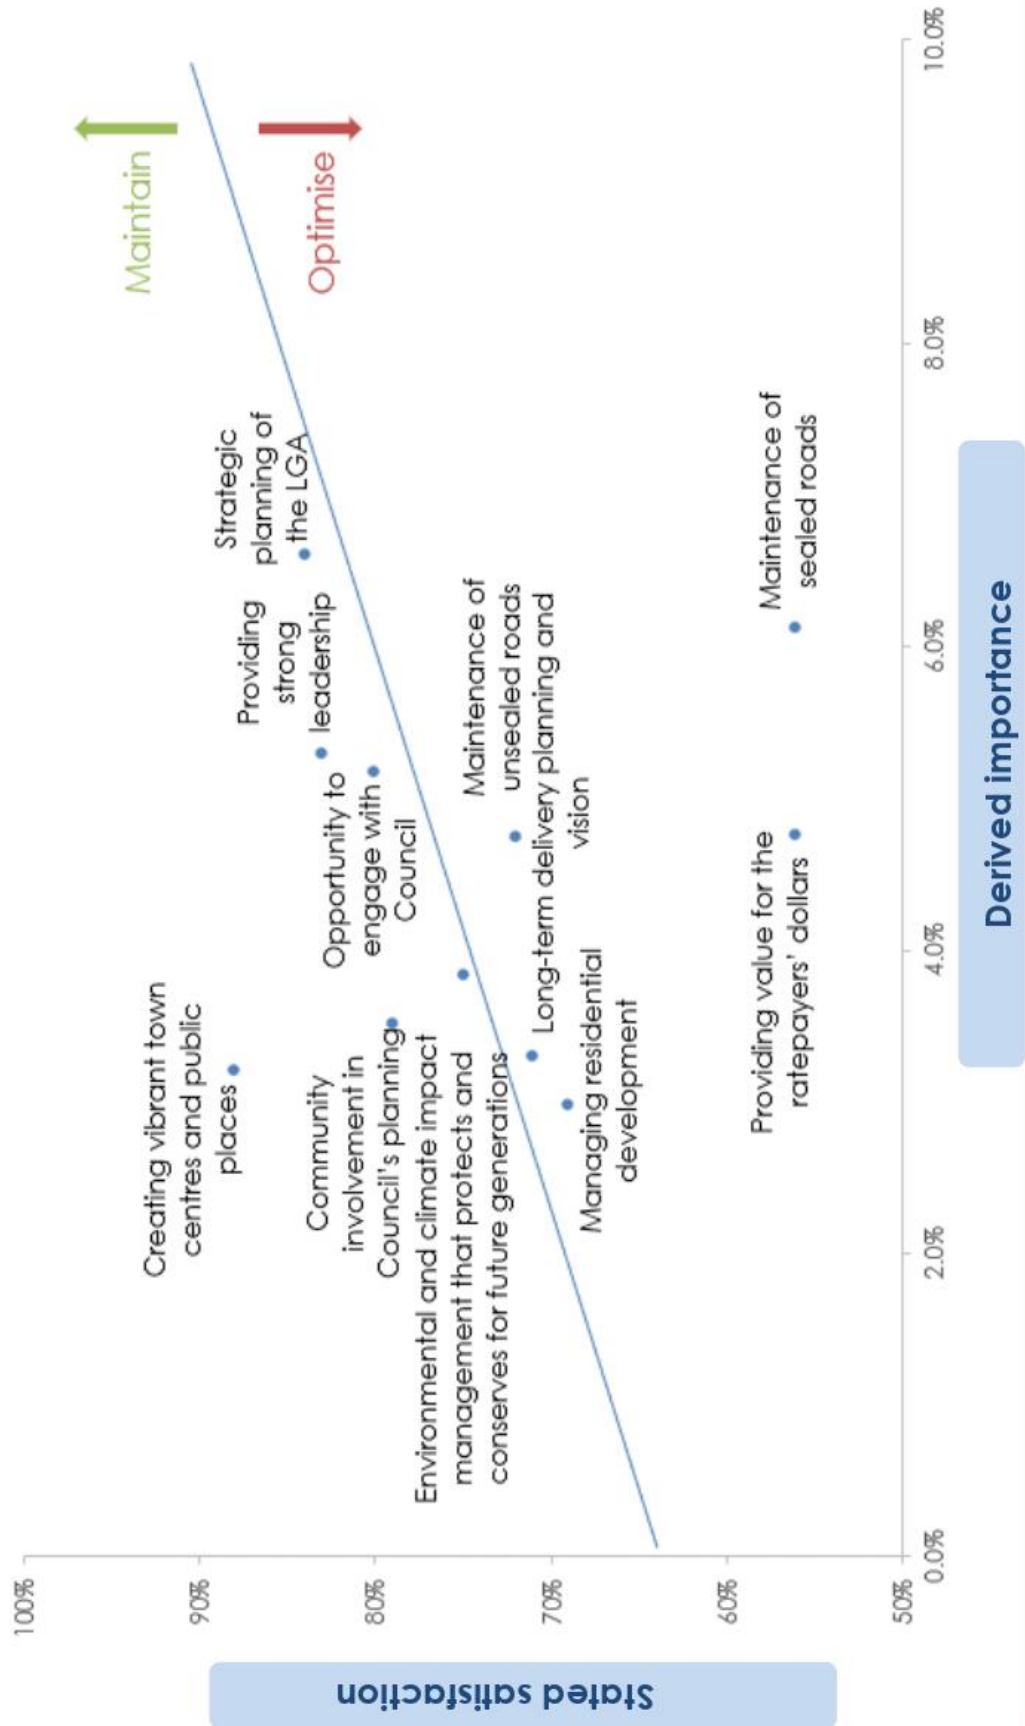 100%
90%
80%
70%
60%
50%
0.0%
2.0%
4.0%
6.0%
8.0%
10.0%
Stated satisfaction
Derived importance
Maintain
Optimise
Creating vibrant town
centres and public
places
Strategic
planning of
the LGA
Providing
strong
leadership
Opportunity to
engage with
Council
Community
involvement in
Council's planning
Environmental and climate impact
management that protects and
conserves for future generations
Maintenance of
unsealed roads
Long-term delivery planning and
vision
Managing residential
development
Providing value for the
ratepayers' dollars
Maintenance of
sealed roads